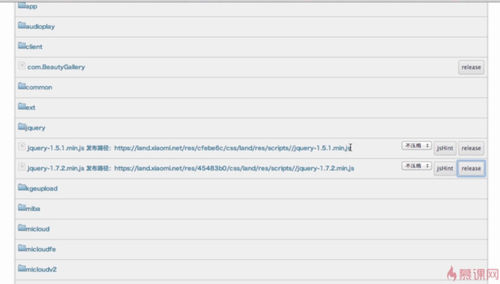 app
audioplay
client
com.BeautyGallery release
common
ext
jquery
jquery-1.5.1.min.js 发布路径: https://land.xiaomi.net/res/cfebe6c/css/land/res/scripts//jquery-1.5.1.min.js 不压缩 jsHint release
jquery-1.7.2.min.js 发布路径: https://land.xiaomi.net/res/45483b0/css/land/res/scripts//jquery-1.7.2.min.js 不压缩 jsHint release
kgeupload
miba
micloud
micloudfe
micloudv2
慕课网